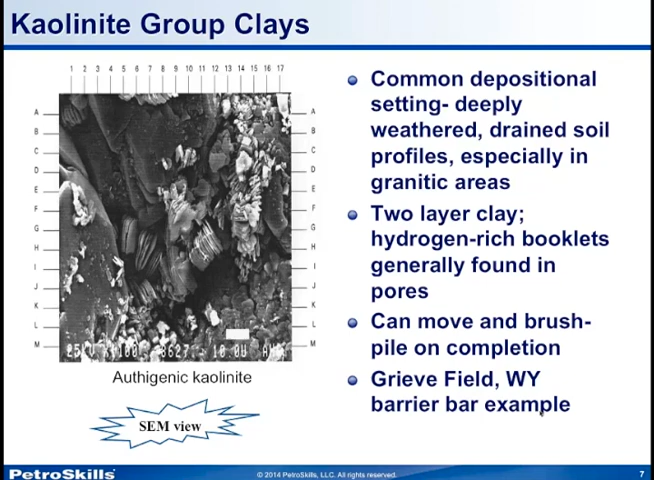 Kaolinite Group Clays
1 2 3 4 5 6 7 8 9 10 11 12 13 14 15 16 17
A A
B B
C C
D D
E E
F F
G G
H H
I I
J J
K K
L L
M M
10.0U
Authigenic kaolinite
SEM view
Common depositional
setting- deeply
weathered, drained soil
profiles, especially in
granitic areas
Two layer clay;
hydrogen-rich booklets
generally found in
pores
Can move and brush-
pile on completion
Grieve Field, WY
barrier bar example
PetroSkills
© 2014 PetroSkills, LLC. All rights reserved.
7